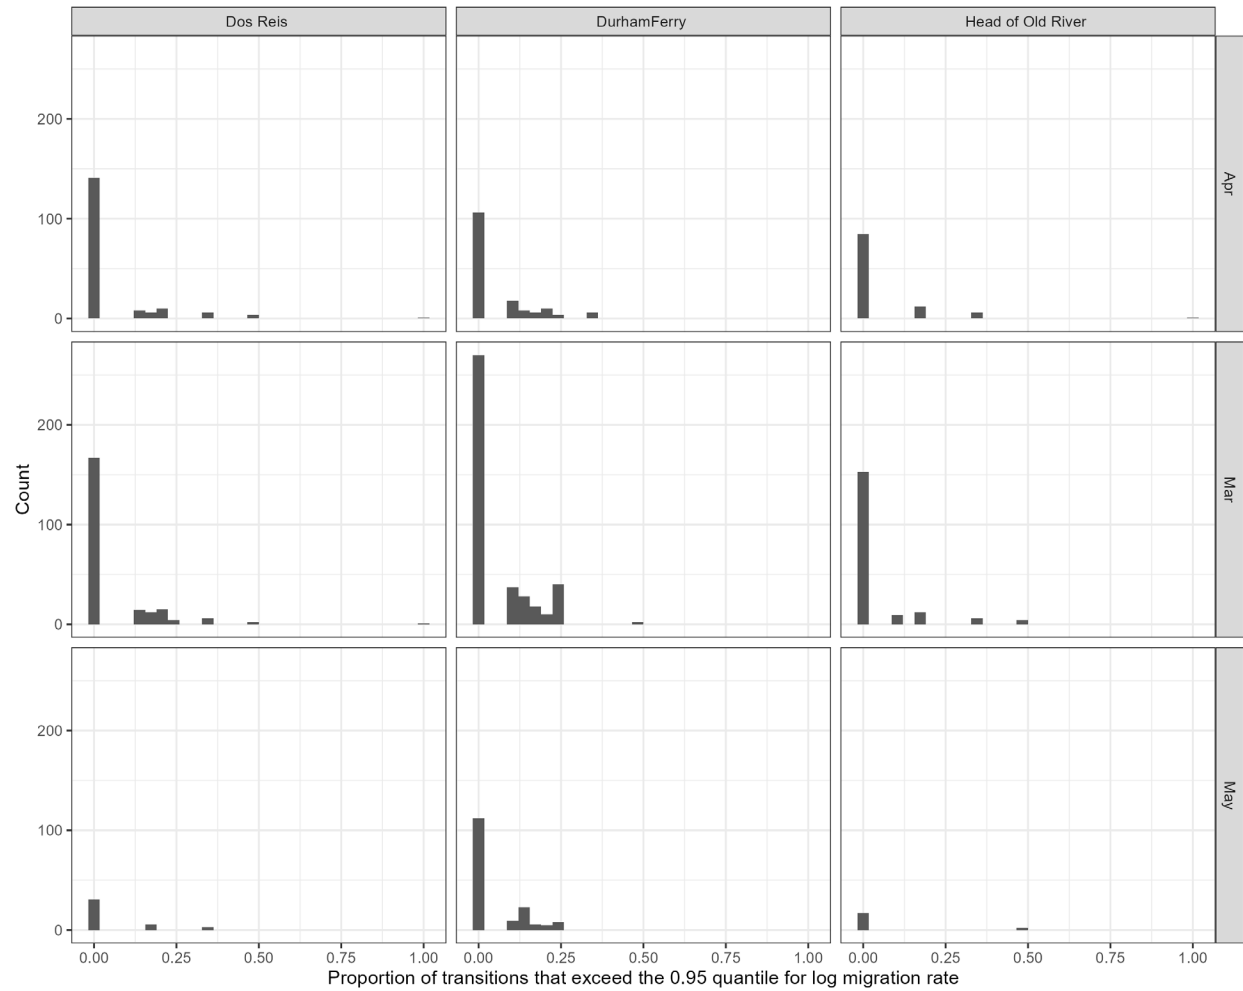 Dos Reis
DurhamFerry
Head of Old River
200
100
0
Apr
200
100
0
Mar
200
100
0
May
Count
0.00 0.25 0.50 0.75 1.00 0.00 0.25 0.50 0.75 1.00 0.00 0.25 0.50 0.75 1.00
Proportion of transitions that exceed the 0.95 quantile for log migration rate